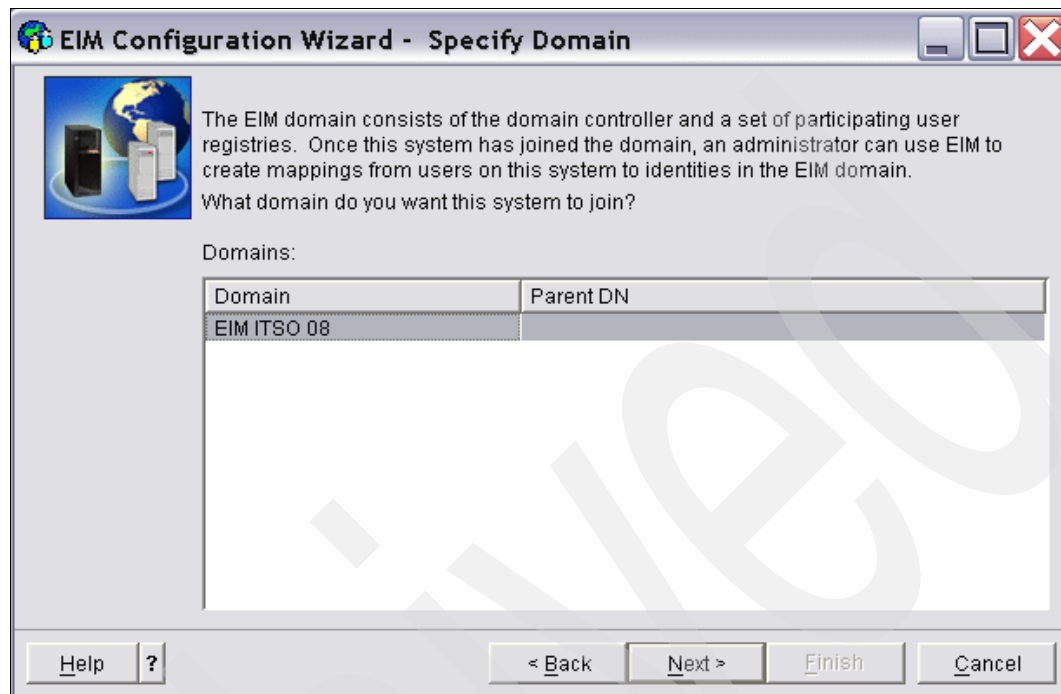 EIM Configuration Wizard - Specify Domain
The EIM domain consists of the domain controller and a set of participating user
registries. Once this system has joined the domain, an administrator can use EIM to
create mappings from users on this system to identities in the EIM domain.
What domain do you want this system to join?
Domains:
Domain Parent DN
EIM ITSO 08
Help ? < Back Next > Finish Cancel